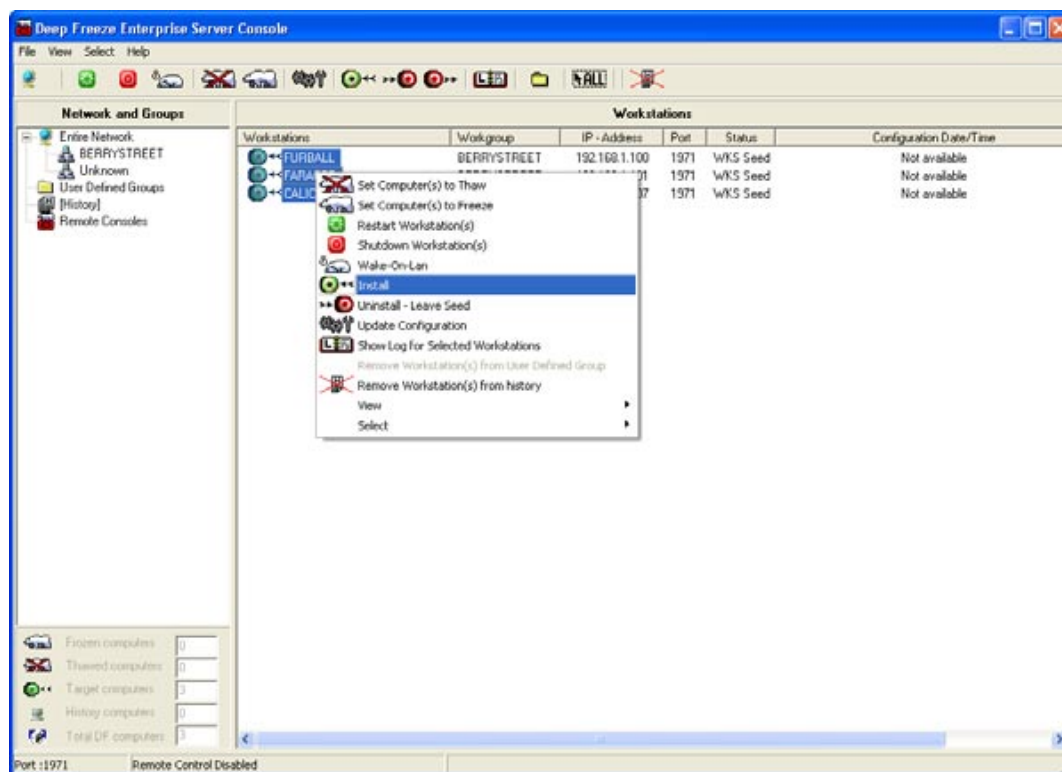 Deep Freeze Enterprise Server Console
File View Select Help
ALL
Network and Groups
Workstations
Entire Network
BERRYSTREET
Unknown
User Defined Groups
[History]
Remote Consoles
Workstations Workgroup IP - Address Port Status Configuration Date/Time
FURBALL BERRYSTREET 192.168.1.100 1971 WKS Seed Not available
1971 WKS Seed Not available
1971 WKS Seed Not available
Set Computer(s) to Thaw
Set Computer(s) to Freeze
Restart Workstation(s)
Shutdown Workstation(s)
Wake-On-Lan
Install
Uninstall - Leave Seed
Update Configuration
Show Log for Selected Workstations
Remove Workstation(s) from User Defined Group
Remove Workstation(s) from history
View
Select
Frozen computers 0
Thawed computers 0
Target computers 3
History computers 0
Total DF computers 3
Port :1971 Remote Control Disabled